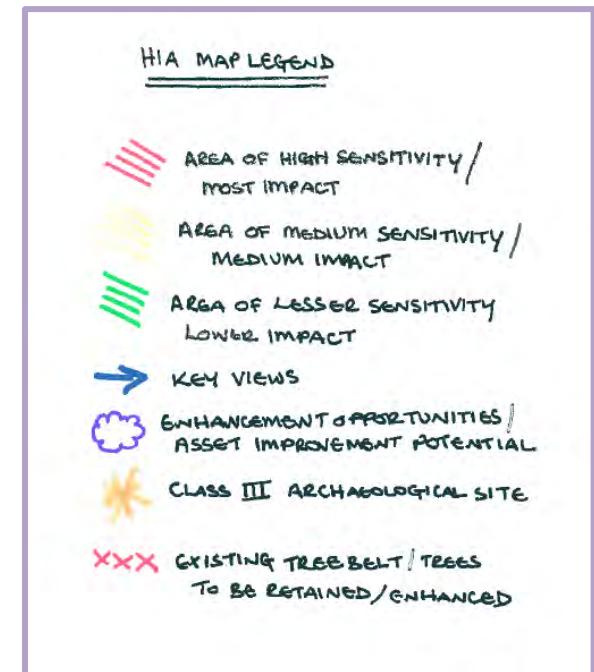 HIA MAP LEGEND
AREA OF HIGH SENSITIVITY/
MOST IMPACT
AREA OF MEDIUM SENSITIVITY/
MEDIUM IMPACT
AREA OF LESSER SENSITIVITY
LOWER IMPACT
KEY VIEWS
ENHANCEMENT OPPORTUNITIES/
ASSET IMPROVEMENT POTENTIAL
CLASS III ARCHAEOLOGICAL SITE
EXISTING TREE BELT/TREES
TO BE RETAINED/ENHANCED